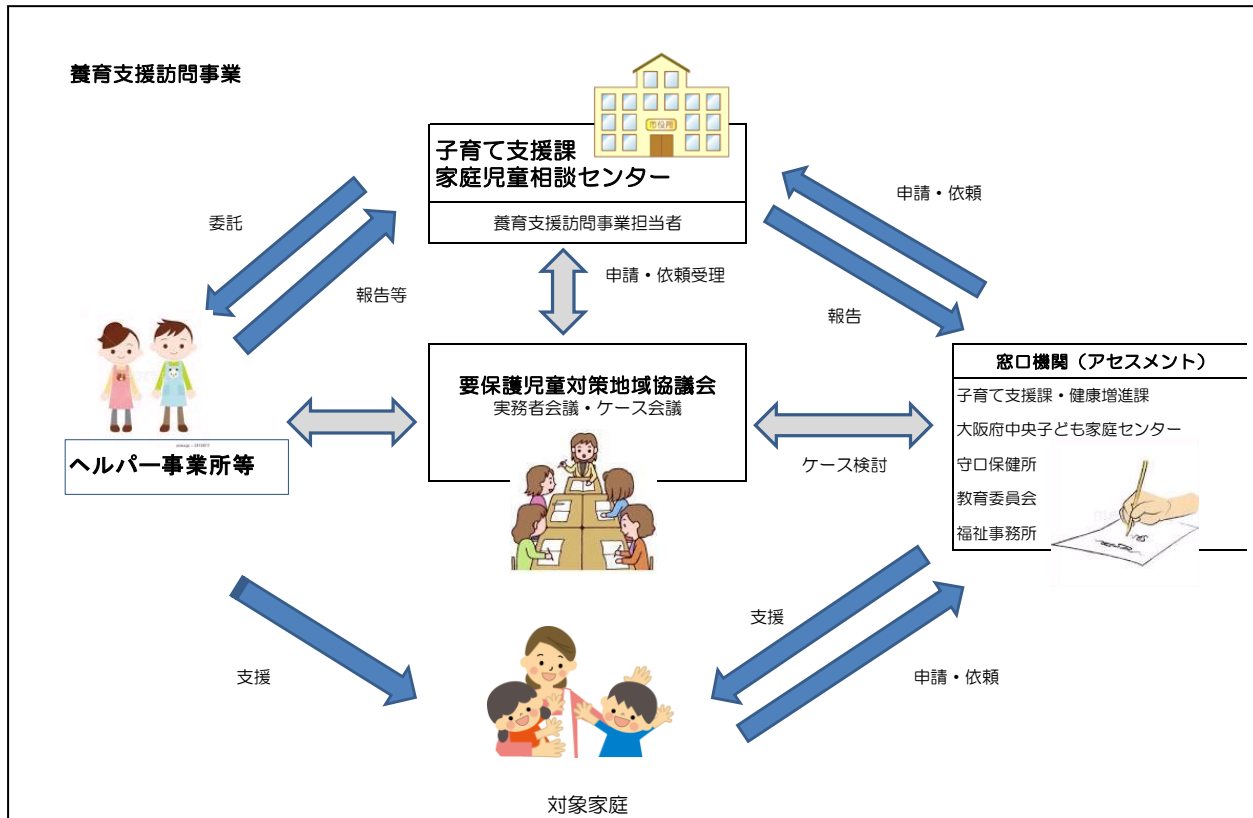 養育支援訪問事業
市役所
子育て支援課
家庭児童相談センター
養育支援訪問事業担当者
委託
報告等
申請・依頼受理
申請・依頼
報告
ヘルパー事業所等
要保護児童対策地域協議会
実務者会議・ケース会議
ケース検討
窓口機関（アセスメント）
子育て支援課・健康増進課
大阪府中央子ども家庭センター
守口保健所
教育委員会
福祉事務所
支援
支援
申請・依頼
対象家庭